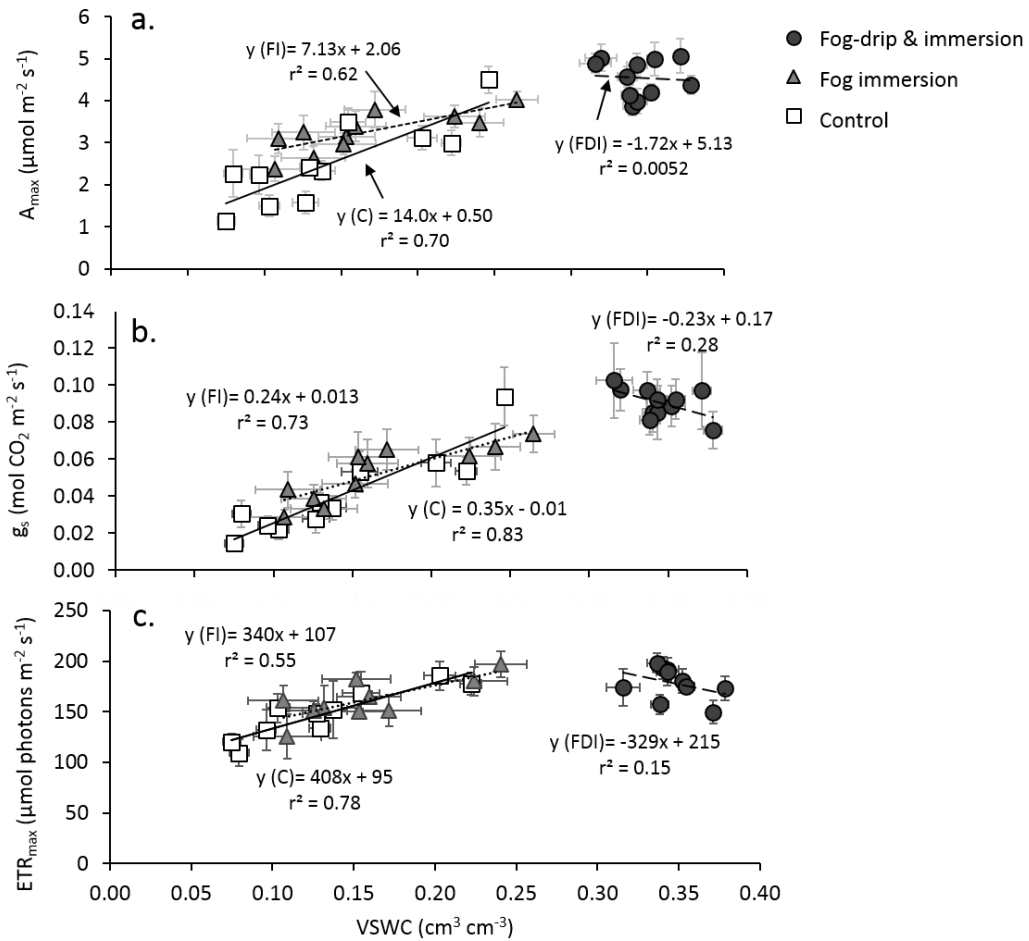 a.
6
5
4
3
2
1
0
Aₘₐₓ (µmol m⁻² s⁻¹)
y (FI)= 7.13x + 2.06
r² = 0.62
y (C) = 14.0x + 0.50
r² = 0.70
y (FDI)= -1.72x + 5.13
r² = 0.0052
Fog-drip & immersion
Fog immersion
Control
b.
0.14
0.12
0.10
0.08
0.06
0.04
0.02
0.00
gₛ (mol CO₂ m⁻² s⁻¹)
y (FDI)= -0.23x + 0.17
r² = 0.28
y (FI)= 0.24x + 0.013
r² = 0.73
y (C) = 0.35x - 0.01
r² = 0.83
c.
250
200
150
100
50
0
ETRₘₐₓ (µmol photons m⁻² s⁻¹)
y (FI)= 340x + 107
r² = 0.55
y (C)= 408x + 95
r² = 0.78
y (FDI)= -329x + 215
r² = 0.15
0.00 0.10 0.15 0.20 0.25 0.30 0.35 0.40
VSWC (cm³ cm⁻³)